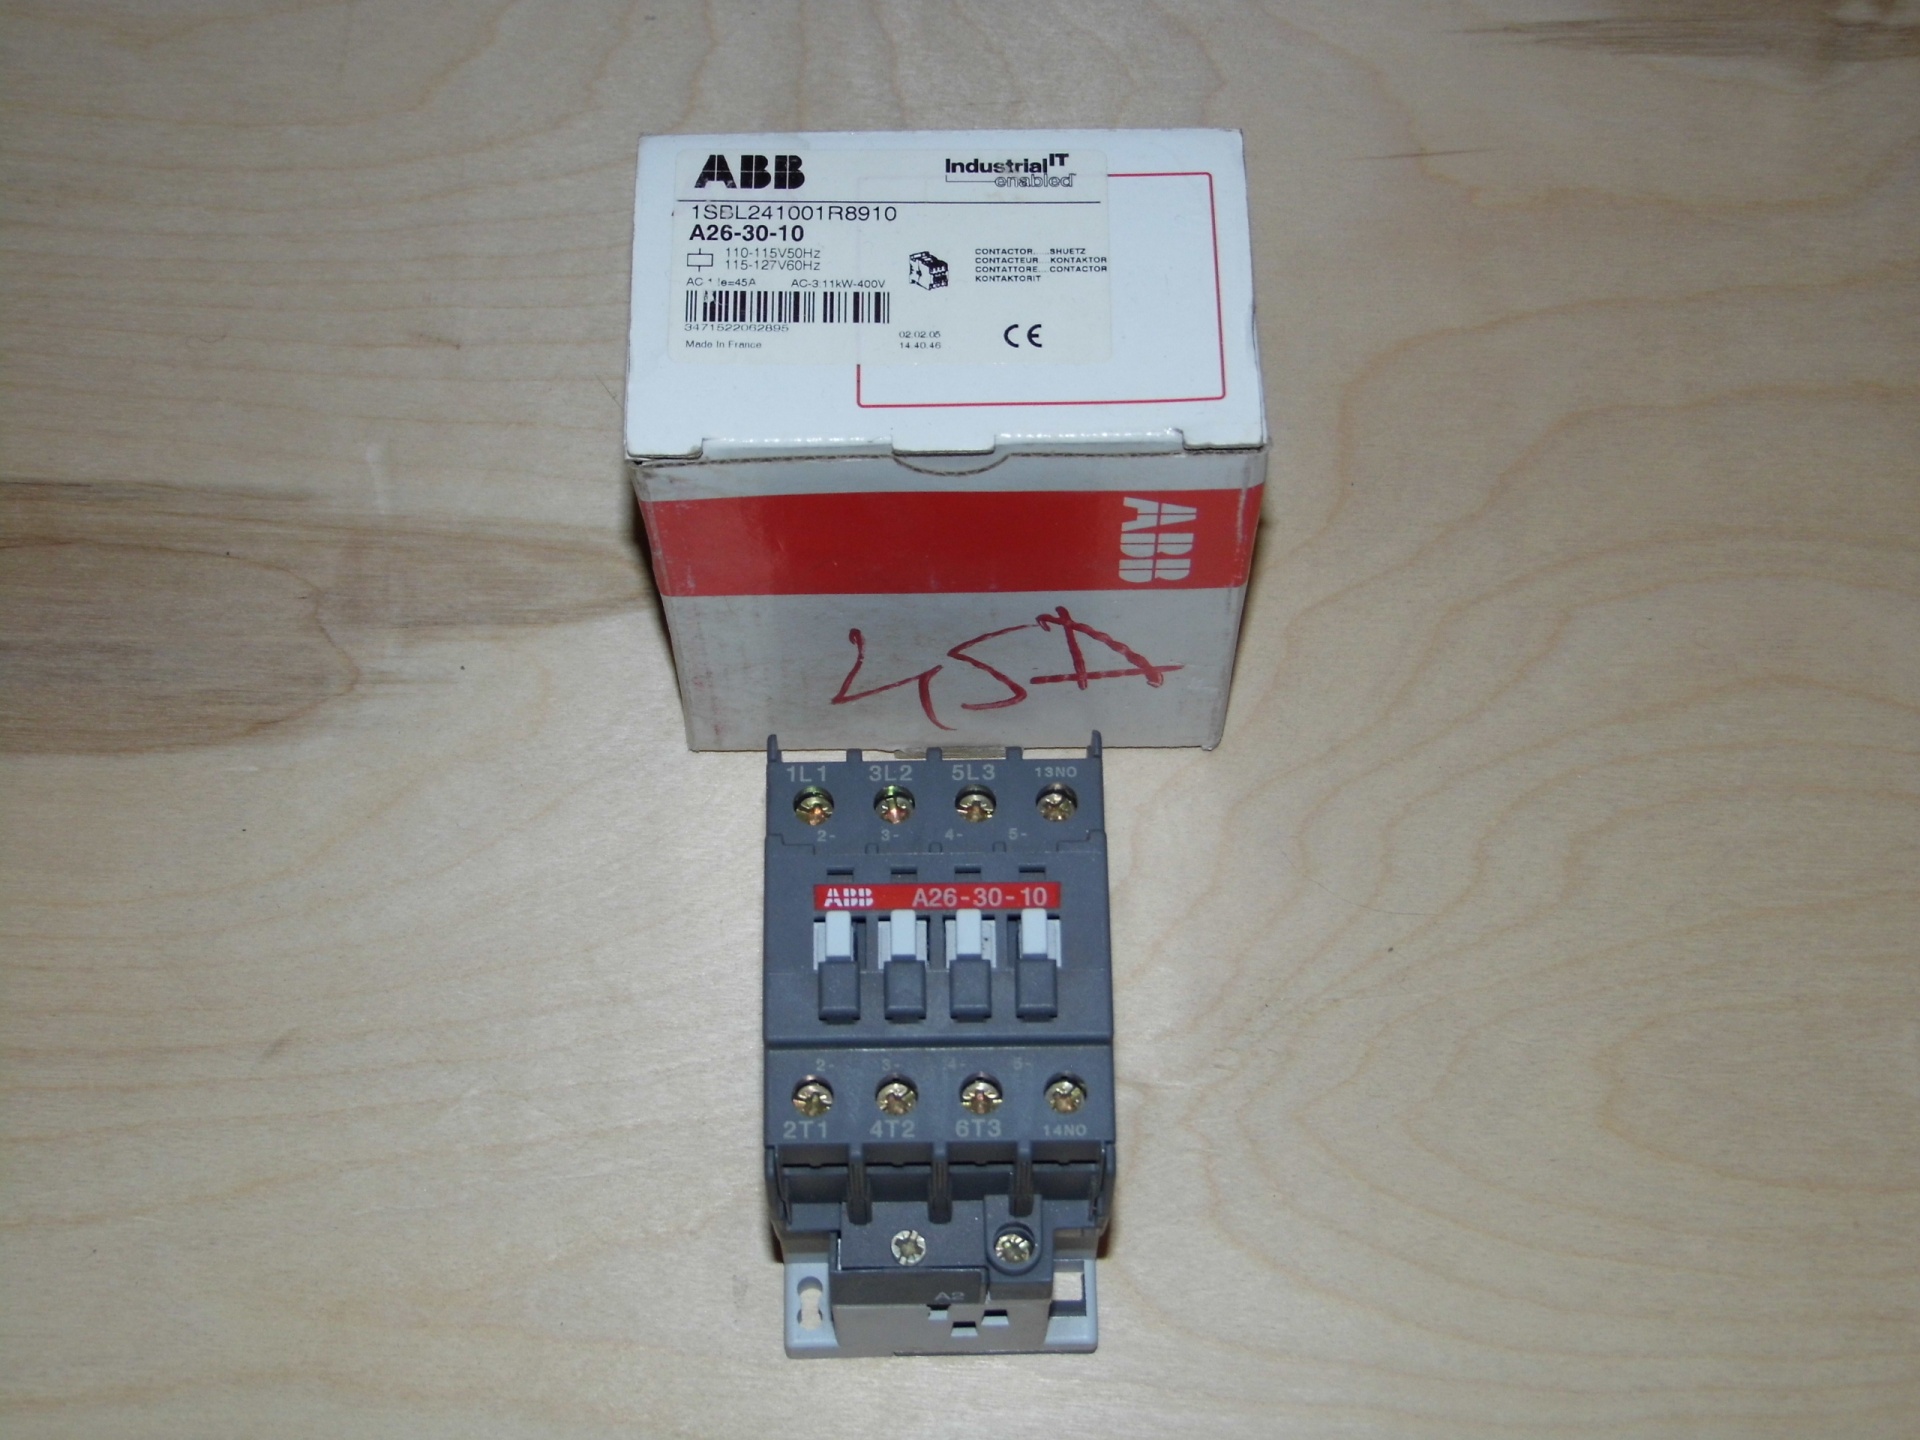 ABB
Industrial IT
enabled
1SBL241001R8910
A26-30-10
110-115V50Hz
115-127V60Hz
CONTACTOR....SHUETZ
CONTACTEUR...KONTAKTOR
CONTATTORE...CONTACTOR
KONTAKTORIT
AC-1 Ie=45A AC-3 11kW-400V
3471522062895
Made In France
02.02.05
14.40.46
CE
ABB
45A
1L1 3L2 5L3 13NO
2- 3- 4- 5-
ABB A26-30-10
2- 3- 4- 5-
2T1 4T2 6T3 14NO
A2